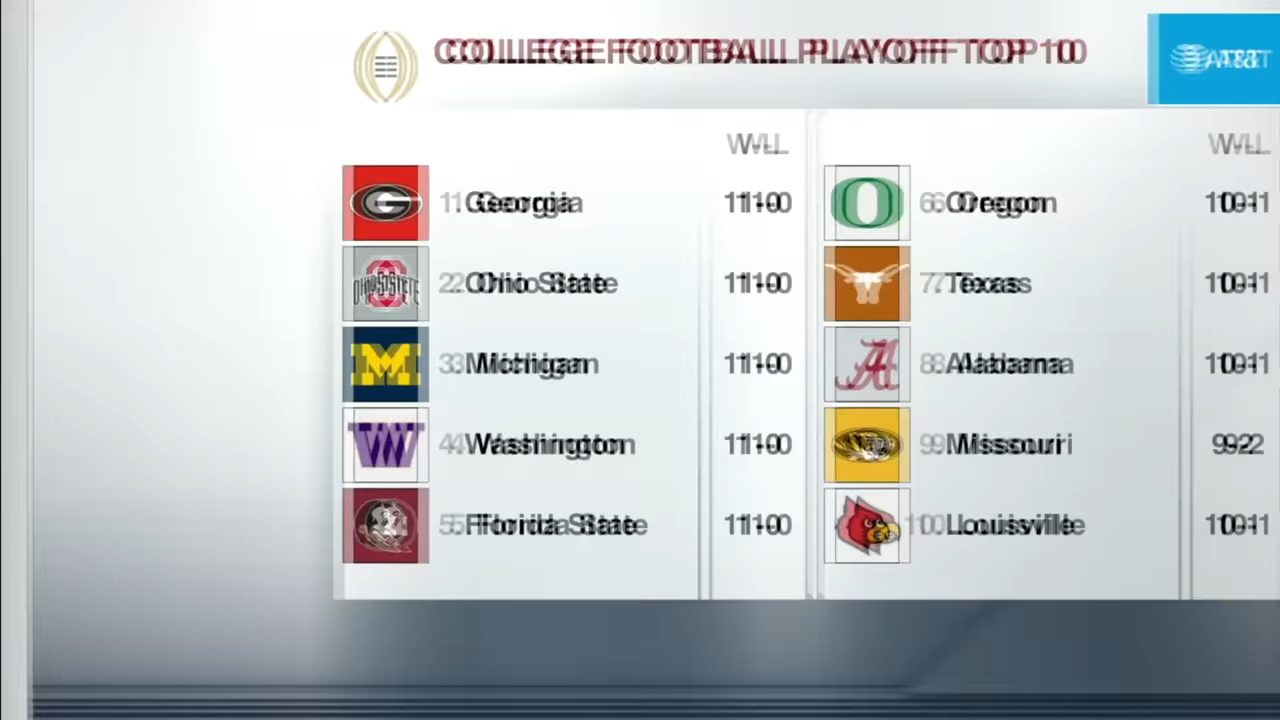 COLLEGE FOOTBALL PLAYOFF TOP 10
AT&T
W-L
1. Georgia 11-0
2. Ohio State 11-0
3. Michigan 11-0
4. Washington 11-0
5. Florida State 11-0
W-L
6. Oregon 10-1
7. Texas 10-1
8. Alabama 10-1
9. Missouri 9-2
10. Louisville 10-1